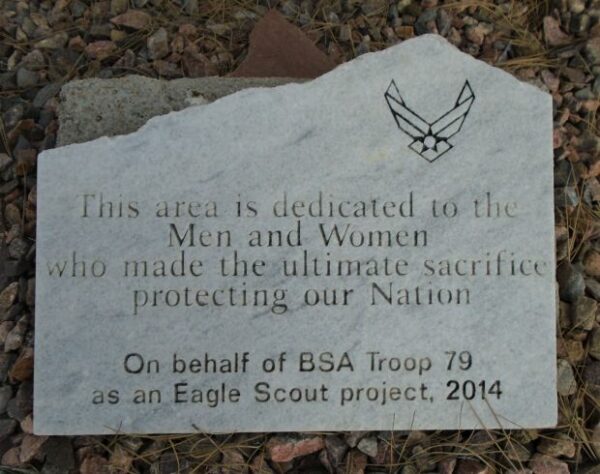 This area is dedicated to the
Men and Women
who made the ultimate sacrifice
protecting our Nation
On behalf of BSA Troop 79
as an Eagle Scout project, 2014